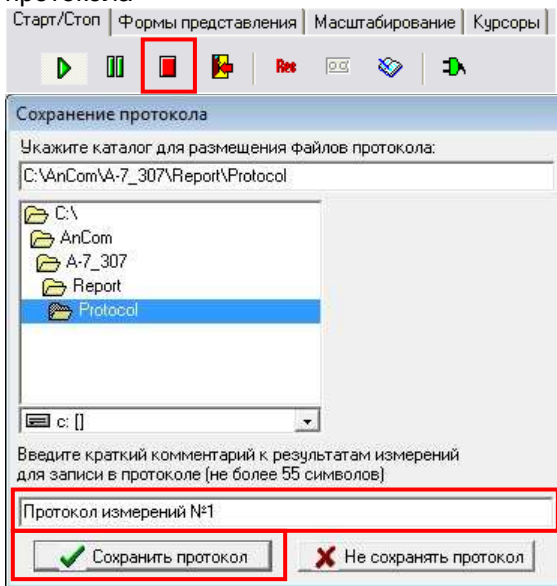 протокола
Старт/Стоп Формы представления Масштабирование Курсоры
Rec
Сохранение протокола
Укажите каталог для размещения файлов протокола:
C:\AnCom\A-7_307\Report\Protocol
C:\
AnCom
A-7_307
Report
Protocol
c: []
Введите краткий комментарий к результатам измерений
для записи в протоколе (не более 55 символов)
Протокол измерений №1
Сохранить протокол Не сохранять протокол